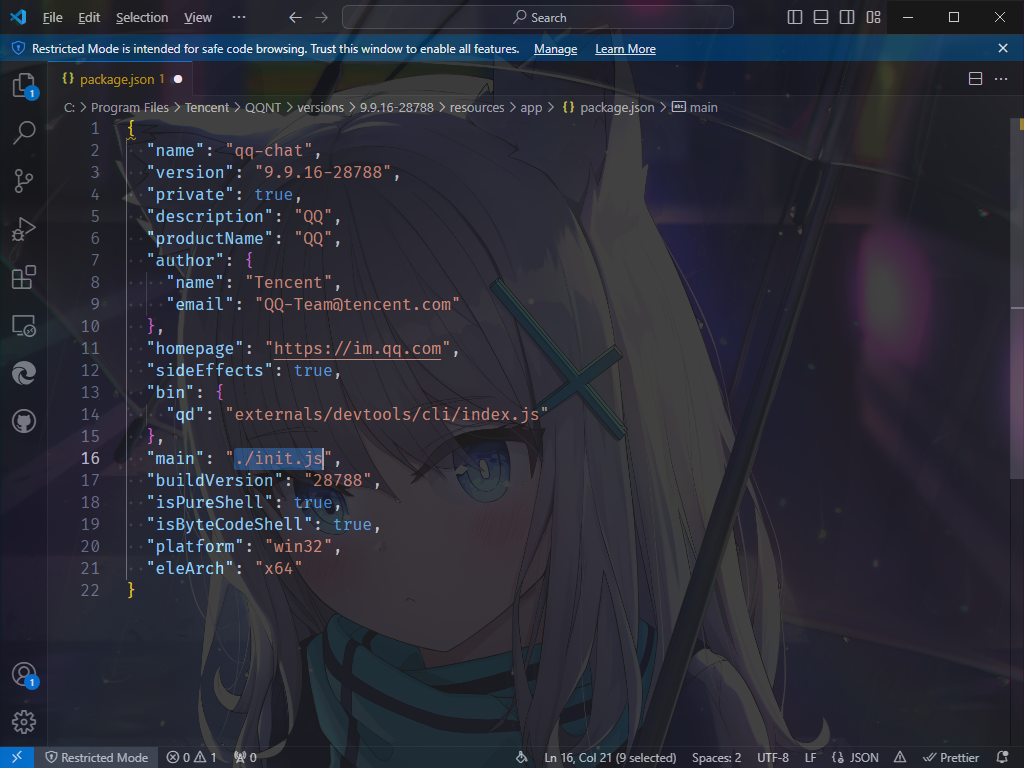 File Edit Selection View ··· Search
Restricted Mode is intended for safe code browsing. Trust this window to enable all features. Manage Learn More
{} package.json 1
C: > Program Files > Tencent > QQNT > versions > 9.9.16-28788 > resources > app > {} package.json > abc main
1 {
2 "name": "qq-chat",
3 "version": "9.9.16-28788",
4 "private": true,
5 "description": "QQ",
6 "productName": "QQ",
7 "author": {
8 "name": "Tencent",
9 "email": "QQ-Team@tencent.com"
10 },
11 "homepage": "https://im.qq.com",
12 "sideEffects": true,
13 "bin": {
14 "qd": "externals/devtools/cli/index.js"
15 },
16 "main": "./init.js",
17 "buildVersion": "28788",
18 "isPureShell": true,
19 "isByteCodeShell": true,
20 "platform": "win32",
21 "eleArch": "x64"
22 }
1
1
Restricted Mode 0 1 0 Ln 16, Col 21 (9 selected) Spaces: 2 UTF-8 LF {} JSON Prettier